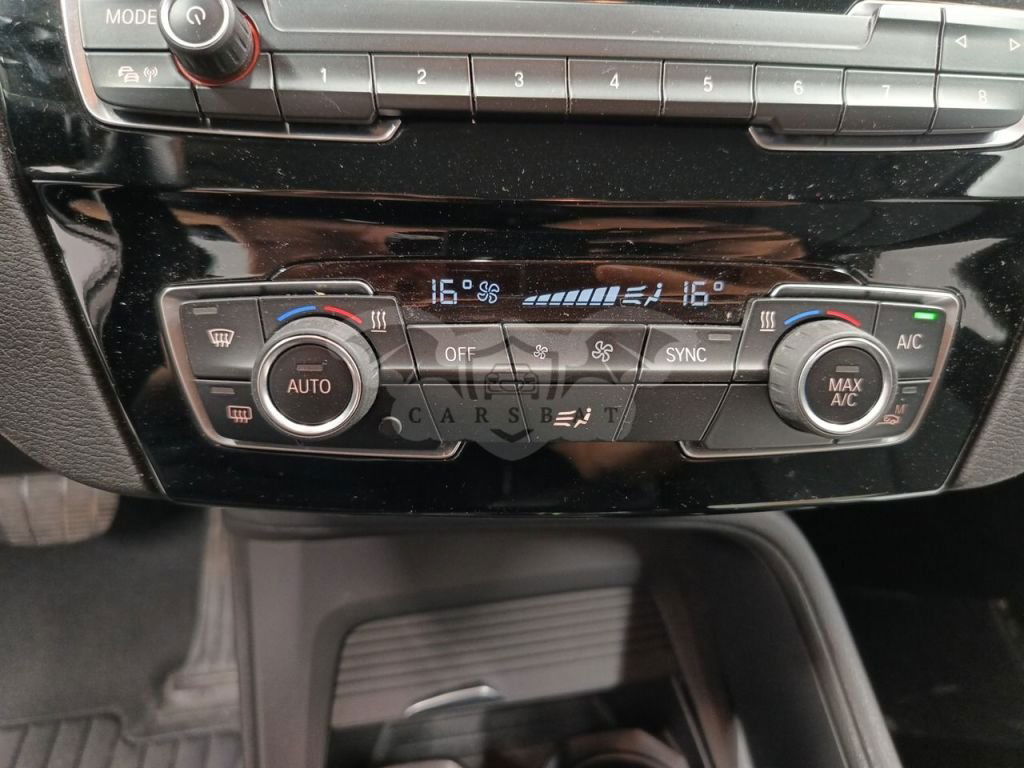 MODE
1 2 3 4 5 6 7 8
16° 16°
OFF SYNC A/C
AUTO MAX
A/C
M
CARSBAT